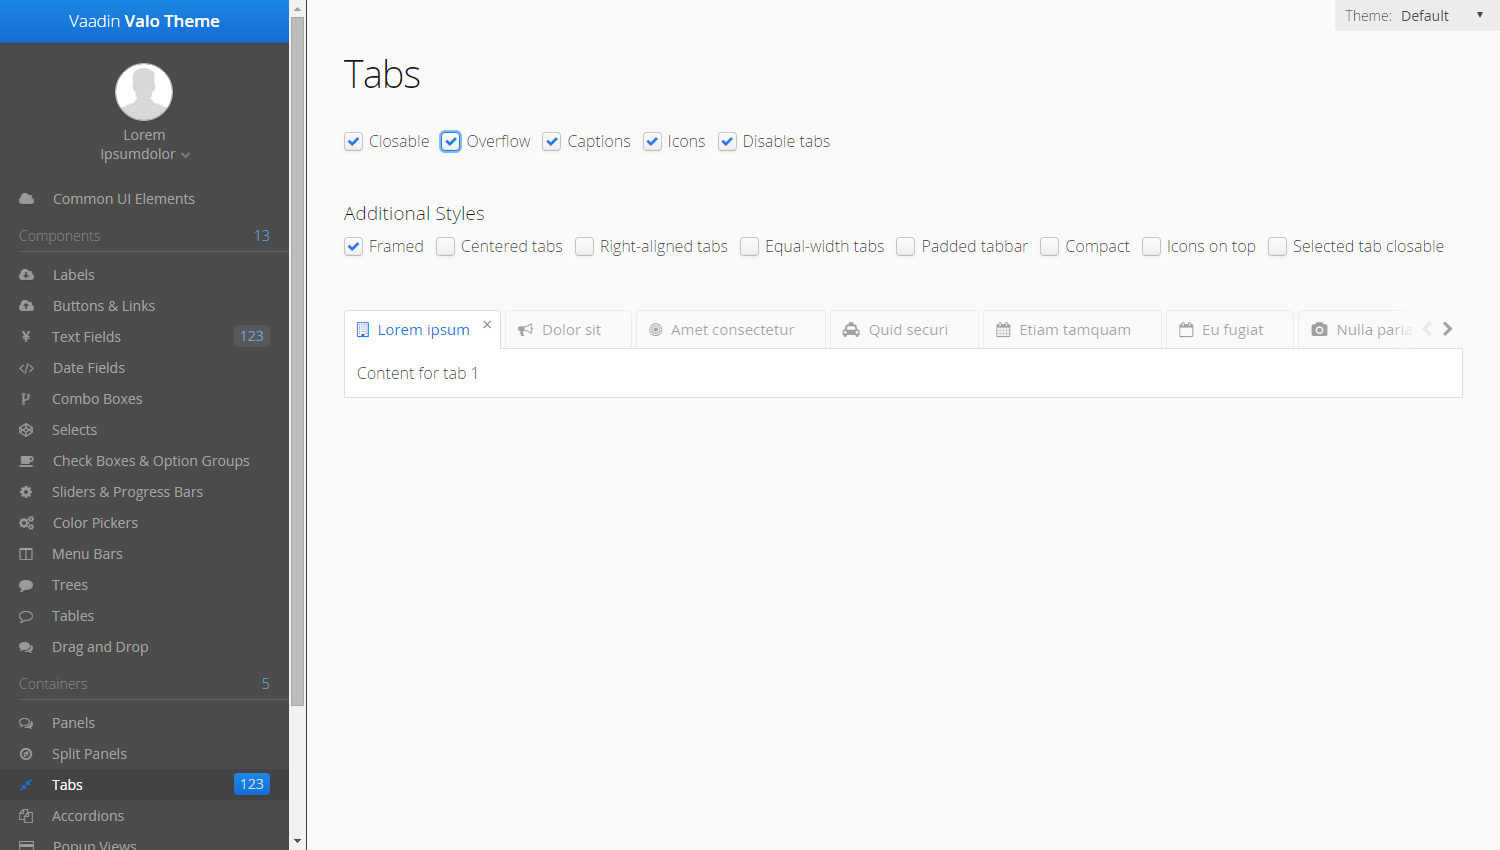 Vaadin Valo Theme
Lorem
Ipsumdolor
Common UI Elements
Components 13
Labels
Buttons & Links
Text Fields 123
Date Fields
Combo Boxes
Selects
Check Boxes & Option Groups
Sliders & Progress Bars
Color Pickers
Menu Bars
Trees
Tables
Drag and Drop
Containers 5
Panels
Split Panels
Tabs 123
Accordions
Popup Views
Theme: Default
Tabs
Closable Overflow Captions Icons Disable tabs
Additional Styles
Framed Centered tabs Right-aligned tabs Equal-width tabs Padded tabbar Compact Icons on top Selected tab closable
Lorem ipsum Dolor sit Amet consectetur Quid securi Etiam tamquam Eu fugiat Nulla paria
Content for tab 1